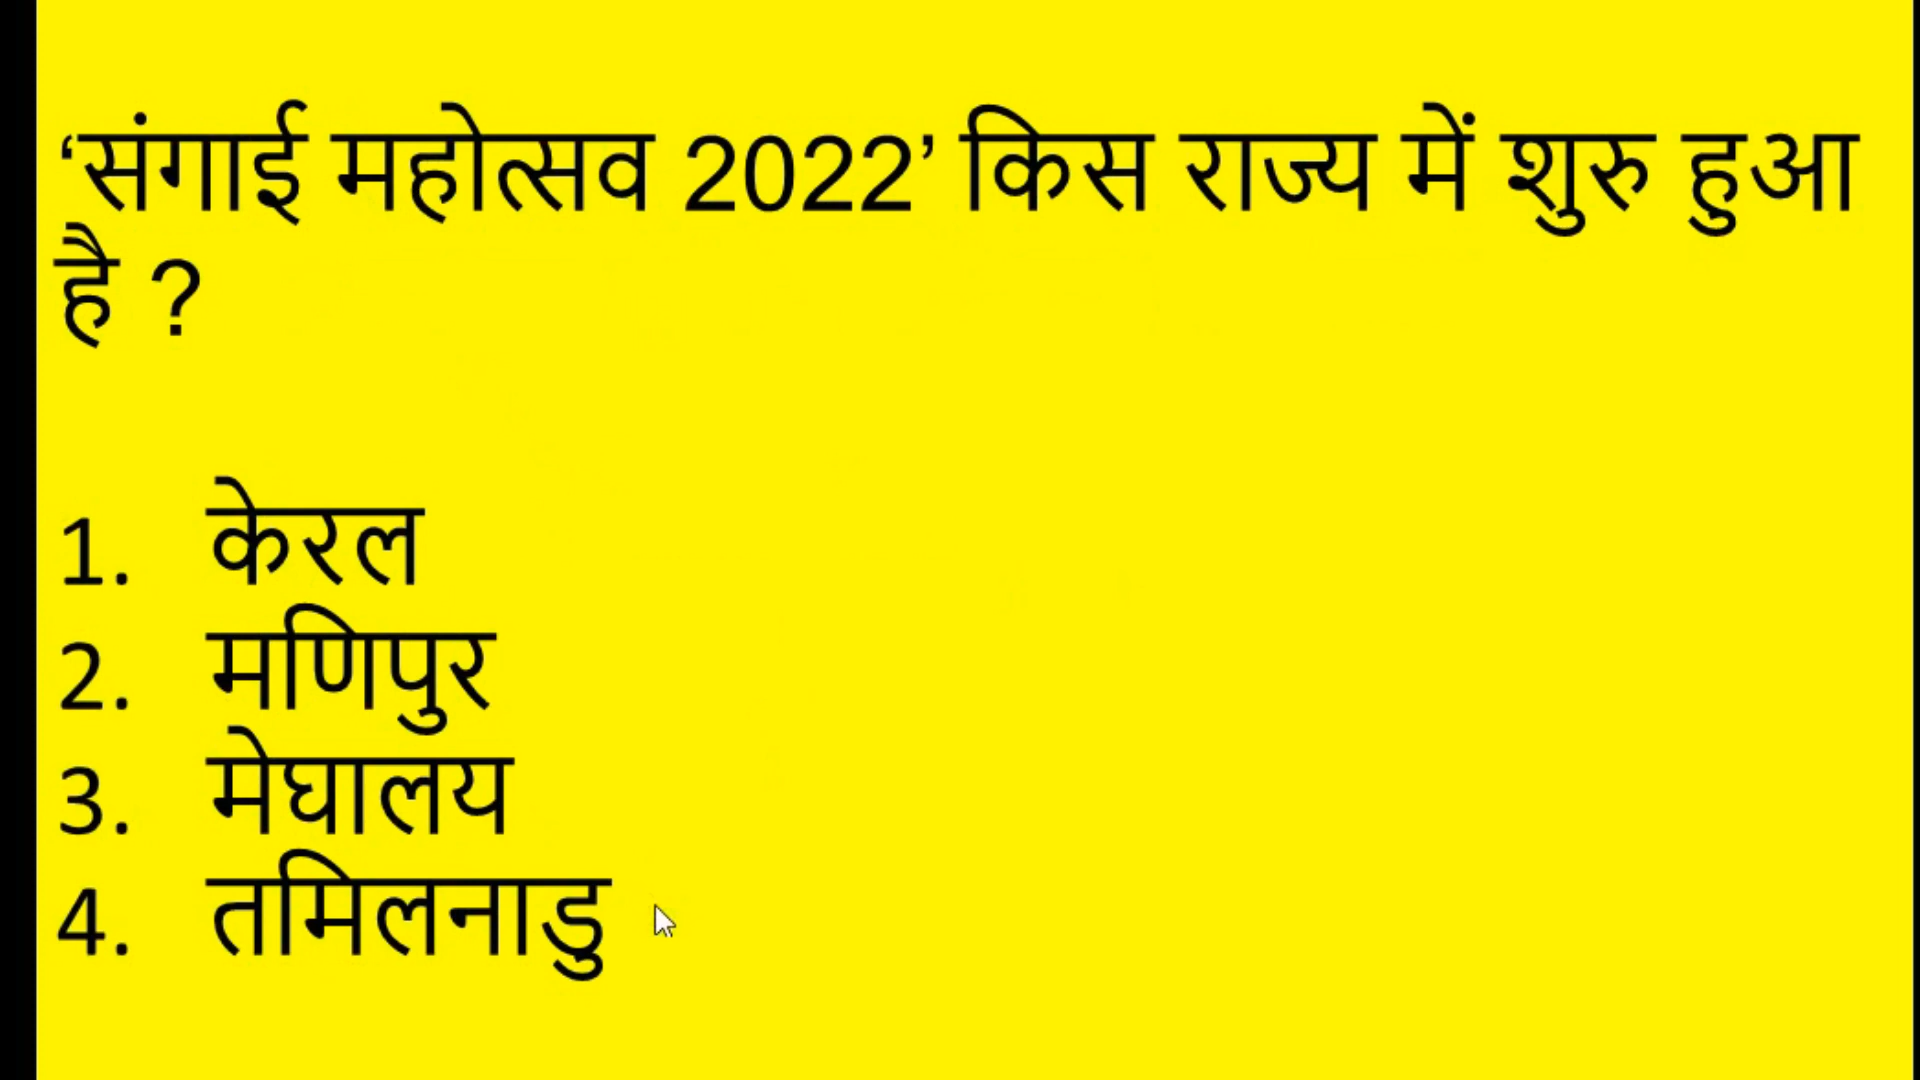 ‘संगाई महोत्सव 2022’ किस राज्य में शुरु हुआ
है ?
1. केरल
2. मणिपुर
3. मेघालय
4. तमिलनाडु